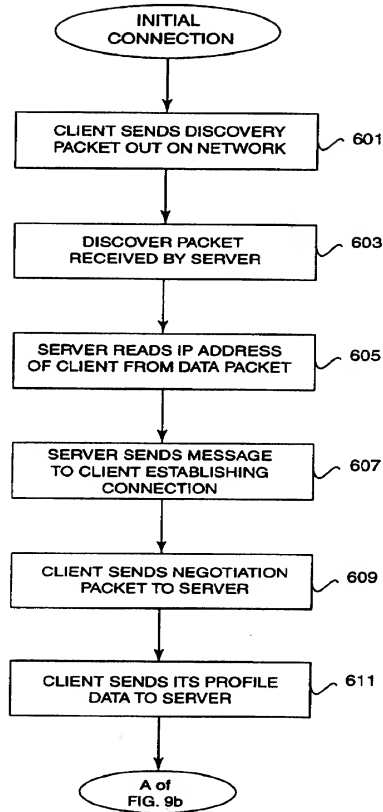 INITIAL
CONNECTION
CLIENT SENDS DISCOVERY
PACKET OUT ON NETWORK
601
DISCOVER PACKET
RECEIVED BY SERVER
603
SERVER READS IP ADDRESS
OF CLIENT FROM DATA PACKET
605
SERVER SENDS MESSAGE
TO CLIENT ESTABLISHING
CONNECTION
607
CLIENT SENDS NEGOTIATION
PACKET TO SERVER
609
CLIENT SENDS ITS PROFILE
DATA TO SERVER
611
A of
FIG. 9b